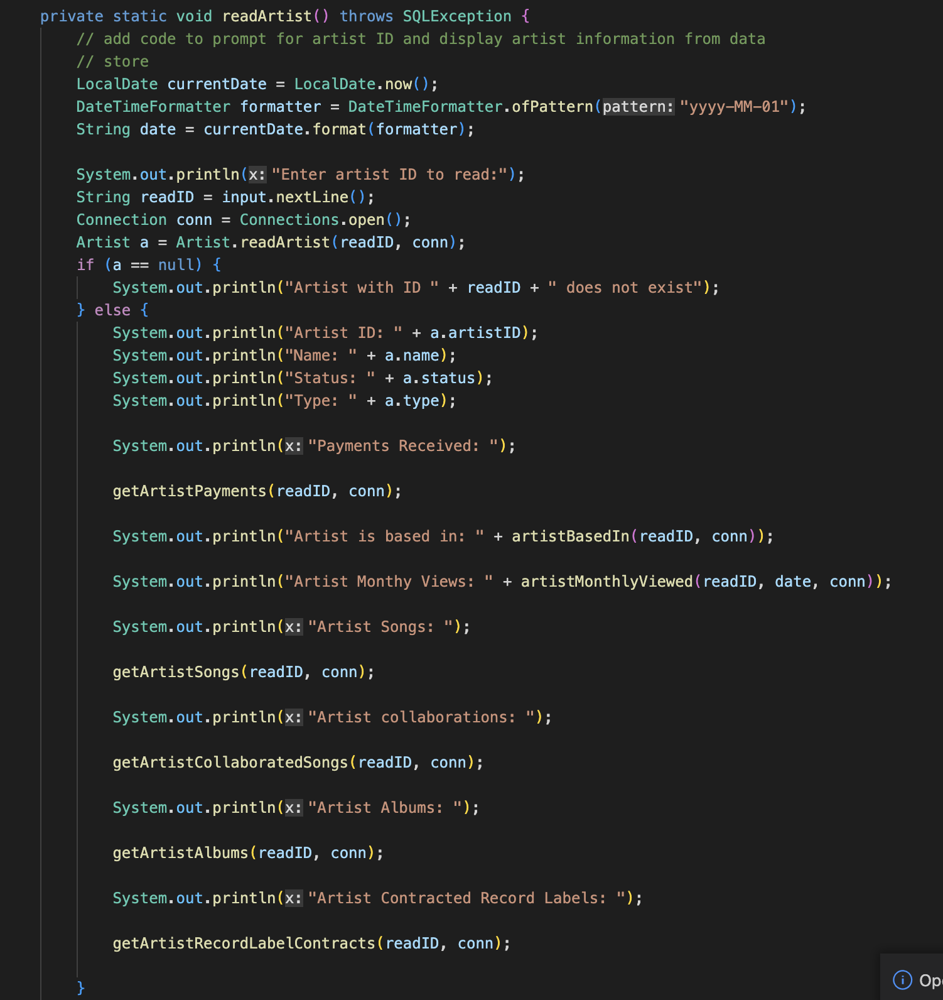 private static void readArtist() throws SQLException {
// add code to prompt for artist ID and display artist information from data
// store
LocalDate currentDate = LocalDate.now();
DateTimeFormatter formatter = DateTimeFormatter.ofPattern(pattern: "yyyy-MM-01");
String date = currentDate.format(formatter);
System.out.println(x: "Enter artist ID to read:");
String readID = input.nextLine();
Connection conn = Connections.open();
Artist a = Artist.readArtist(readID, conn);
if (a == null) {
System.out.println("Artist with ID " + readID + " does not exist");
} else {
System.out.println("Artist ID: " + a.artistID);
System.out.println("Name: " + a.name);
System.out.println("Status: " + a.status);
System.out.println("Type: " + a.type);
System.out.println(x: "Payments Received: ");
getArtistPayments(readID, conn);
System.out.println("Artist is based in: " + artistBasedIn(readID, conn));
System.out.println("Artist Monthy Views: " + artistMonthlyViewed(readID, date, conn));
System.out.println(x: "Artist Songs: ");
getArtistSongs(readID, conn);
System.out.println(x: "Artist collaborations: ");
getArtistCollaboratedSongs(readID, conn);
System.out.println(x: "Artist Albums: ");
getArtistAlbums(readID, conn);
System.out.println(x: "Artist Contracted Record Labels: ");
getArtistRecordLabelContracts(readID, conn);
}